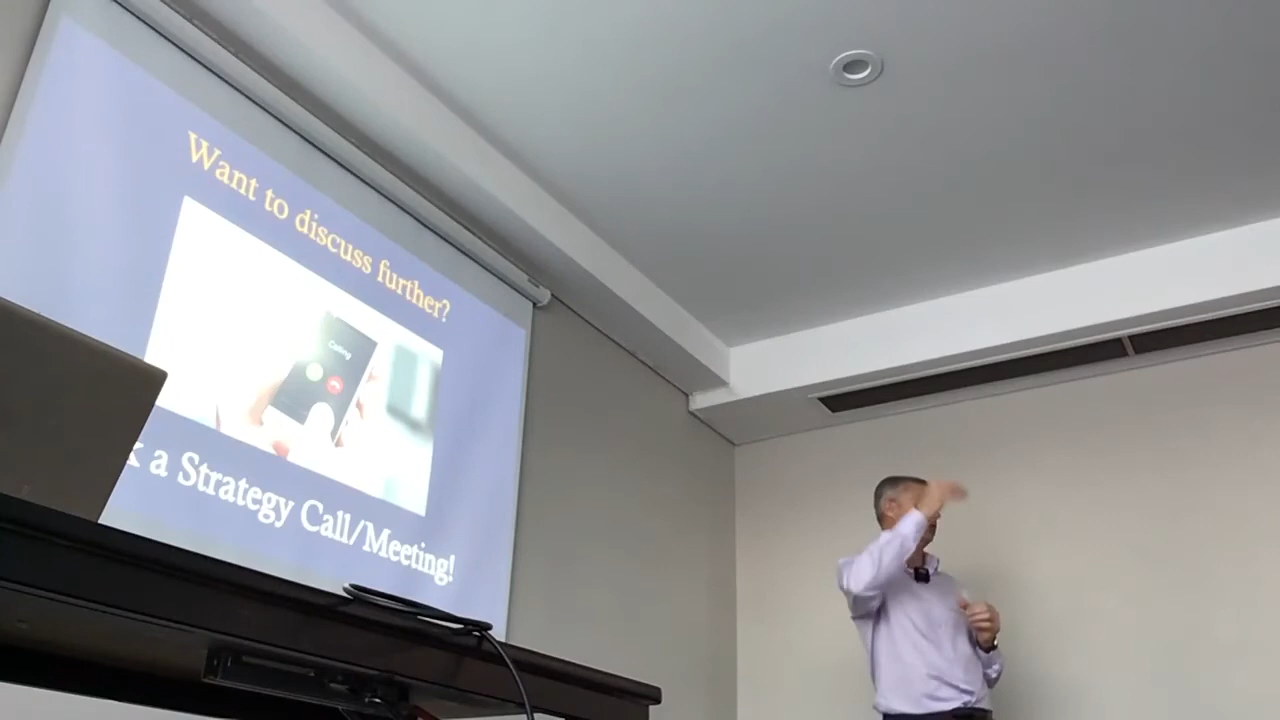 Want to discuss further?
Calling
a Strategy Call/Meeting!